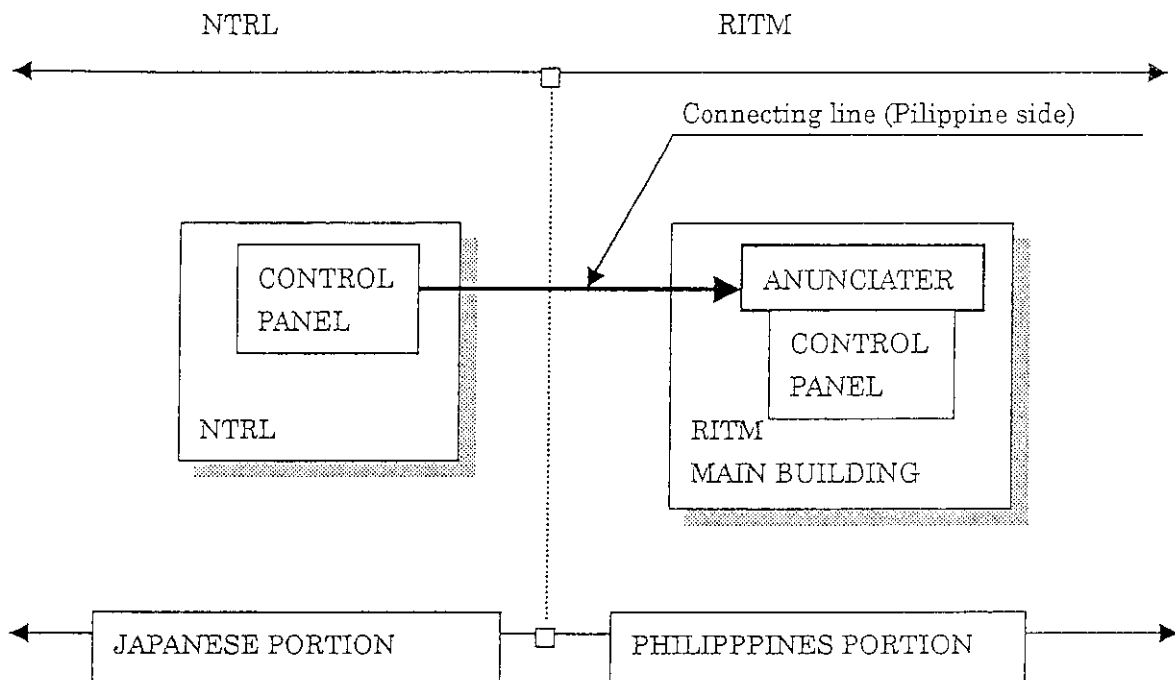 NTRL
RITM
Connecting line (Pilippine side)
CONTROL
PANEL
NTRL
ANUNCIATER
CONTROL
PANEL
RITM
MAIN BUILDING
JAPANESE PORTION
PHILIPPPINES PORTION